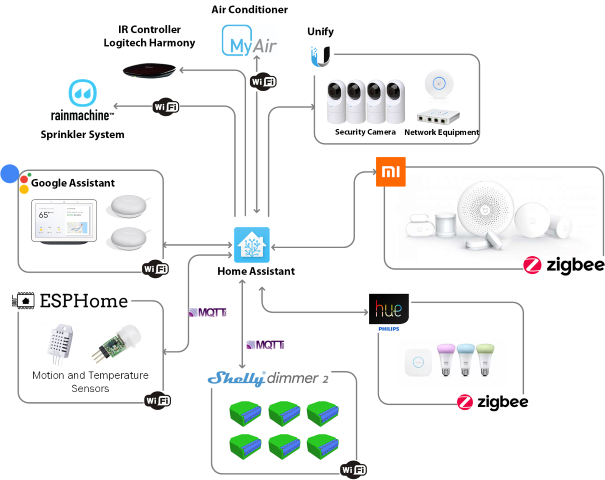 Air Conditioner
MyAir
IR Controller
Logitech Harmony
Unify
U
WiFi
rainmachine™
WiFi
Sprinkler System
Security Camera
Network Equipment
Google Assistant
65°
WiFi
mi
zigbee
Home Assistant
ESPHome
MQTT
hue
PHILIPS
MQTT
Motion and Temperature
Sensors
WiFi
Shelly dimmer 2
zigbee
WiFi